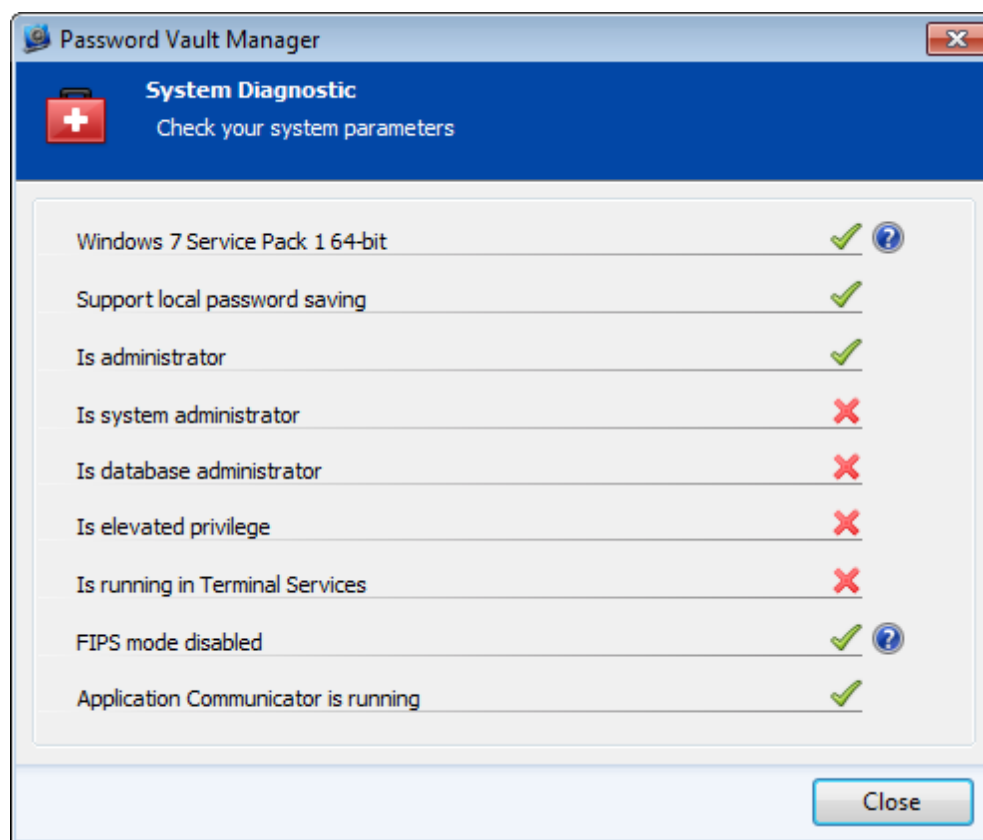 Password Vault Manager
System Diagnostic
Check your system parameters
Windows 7 Service Pack 1 64-bit
Support local password saving
Is administrator
Is system administrator
Is database administrator
Is elevated privilege
Is running in Terminal Services
FIPS mode disabled
Application Communicator is running
Close